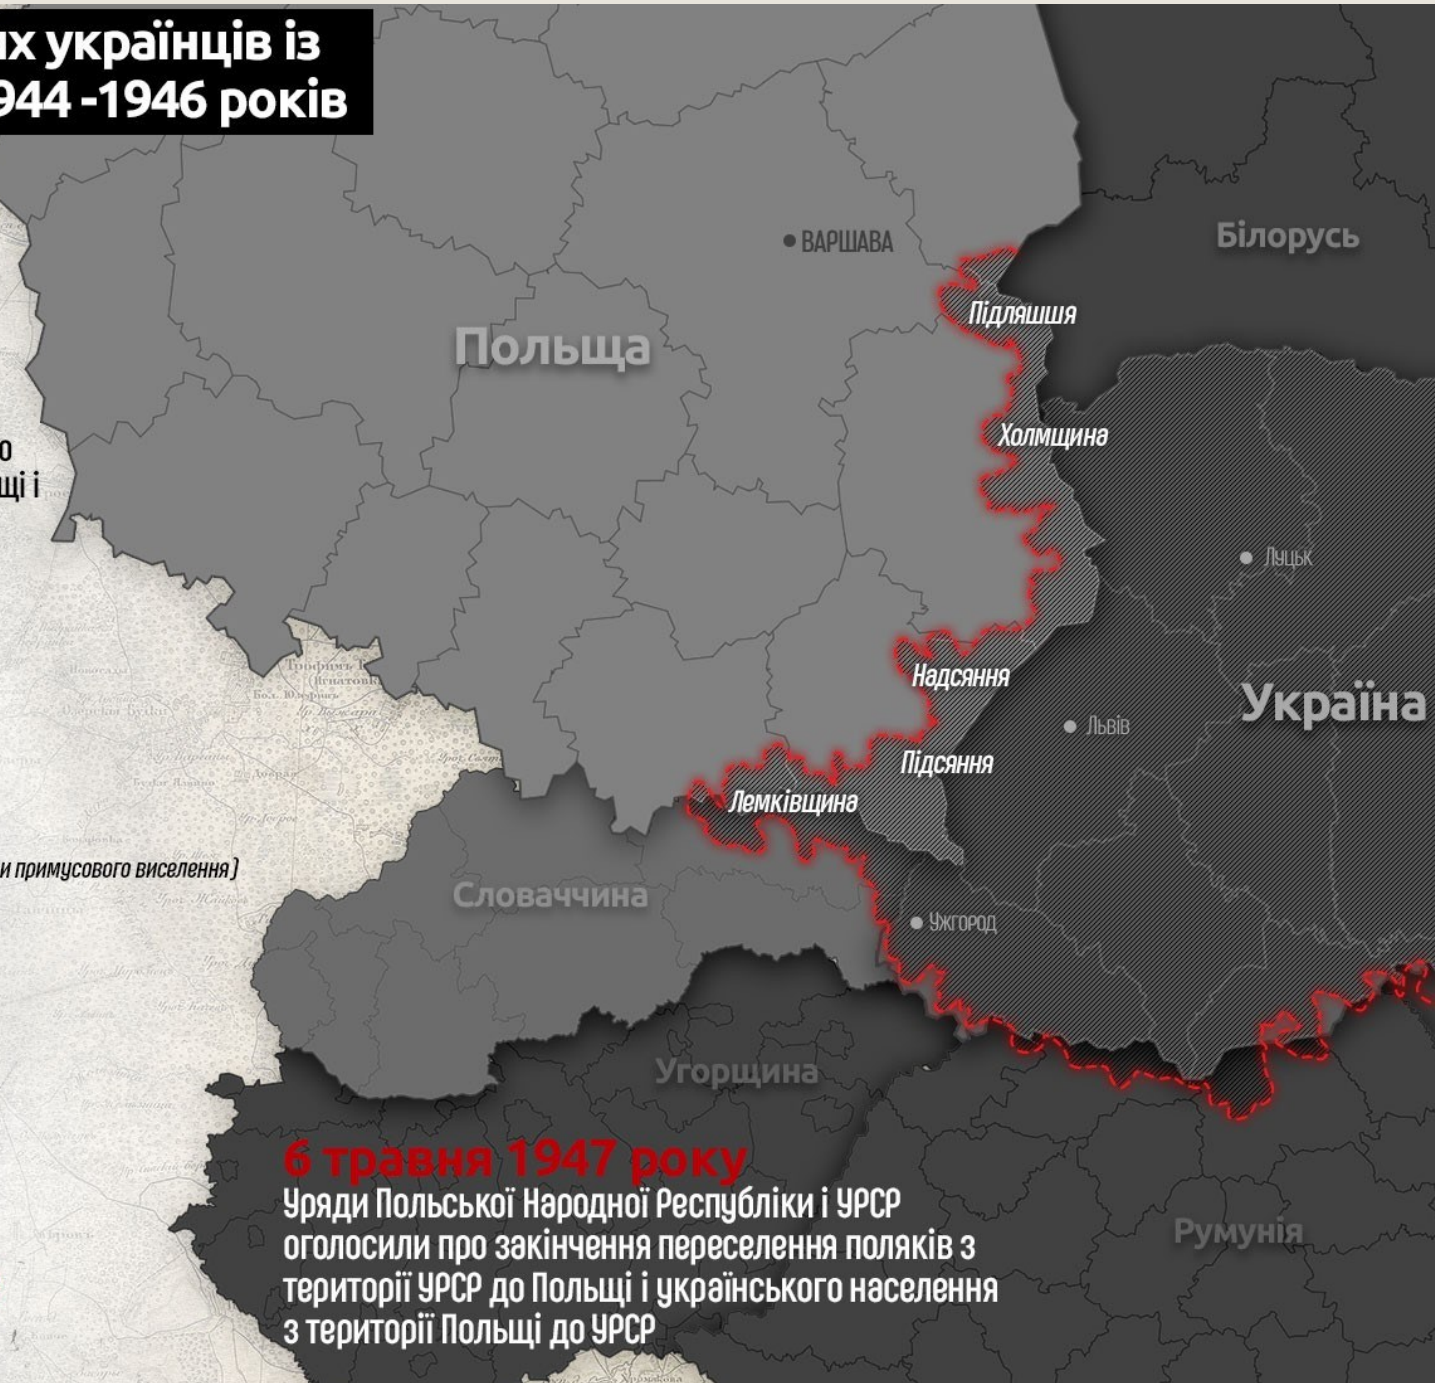 их українців із
944 -1946 років
ВАРШАВА
Білорусь
Підляшшя
Польща
Холмщина
о
щі і
Луцьк
Надсяння
Україна
Львів
Підсяння
Лемківщина
и примусового виселення)
Словаччина
Ужгород
Угорщина
6 травня 1947 року
Уряди Польської Народної Республіки і УРСР
оголосили про закінчення переселення поляків з
території УРСР до Польщі і українського населення
з території Польщі до УРСР
Румунія